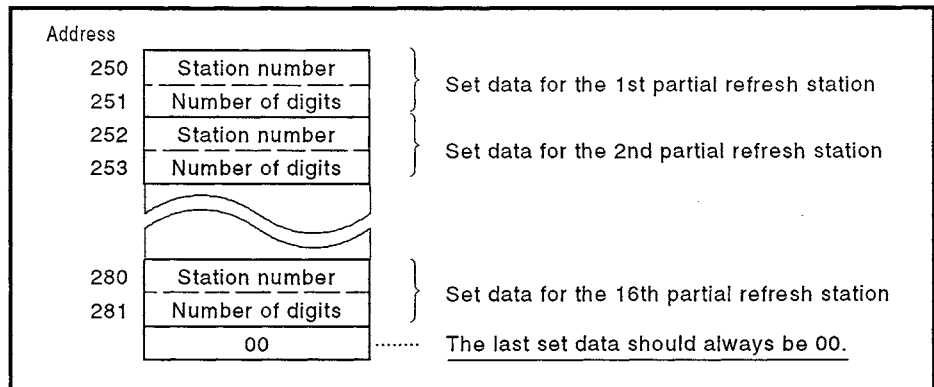 Address
250 Station number
251 Number of digits
Set data for the 1st partial refresh station
252 Station number
253 Number of digits
Set data for the 2nd partial refresh station
280 Station number
281 Number of digits
Set data for the 16th partial refresh station
00 ........ The last set data should always be 00.